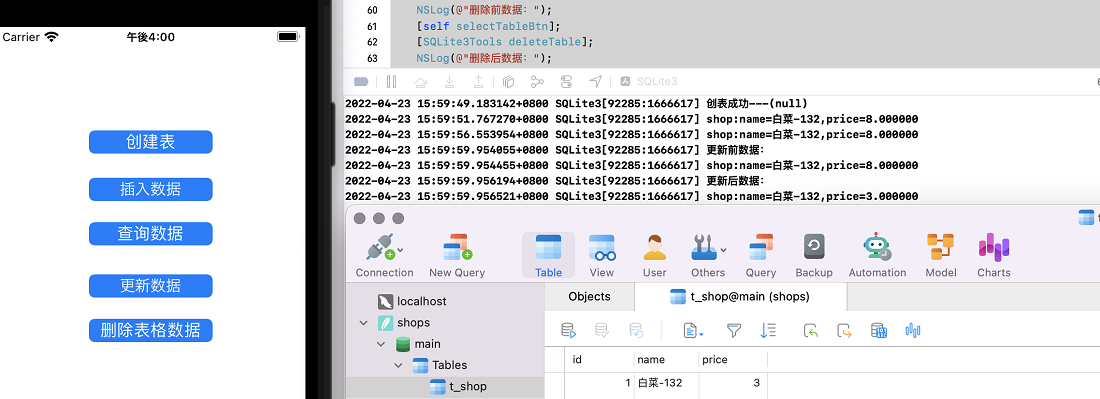 Carrier 午後4:00
创建表
插入数据
查询数据
更新数据
删除表格数据
60 NSLog(@"删除前数据: ");
61 [self selectTableBtn];
62 [SQLite3Tools deleteTable];
63 NSLog(@"删除后数据: ");
SQLite3
2022-04-23 15:59:49.183142+0800 SQLite3[92285:1666617] 创表成功---(null)
2022-04-23 15:59:51.767270+0800 SQLite3[92285:1666617] shop:name=白菜-132,price=8.000000
2022-04-23 15:59:56.553954+0800 SQLite3[92285:1666617] shop:name=白菜-132,price=8.000000
2022-04-23 15:59:59.954055+0800 SQLite3[92285:1666617] 更新前数据:
2022-04-23 15:59:59.954455+0800 SQLite3[92285:1666617] shop:name=白菜-132,price=8.000000
2022-04-23 15:59:59.956194+0800 SQLite3[92285:1666617] 更新后数据:
2022-04-23 15:59:59.956521+0800 SQLite3[92285:1666617] shop:name=白菜-132,price=3.000000
Connection New Query Table View User Others Query Backup Automation Model Charts
localhost
shops
main
Tables
t_shop
Objects t_shop@main (shops)
id name price
1 白菜-132 3